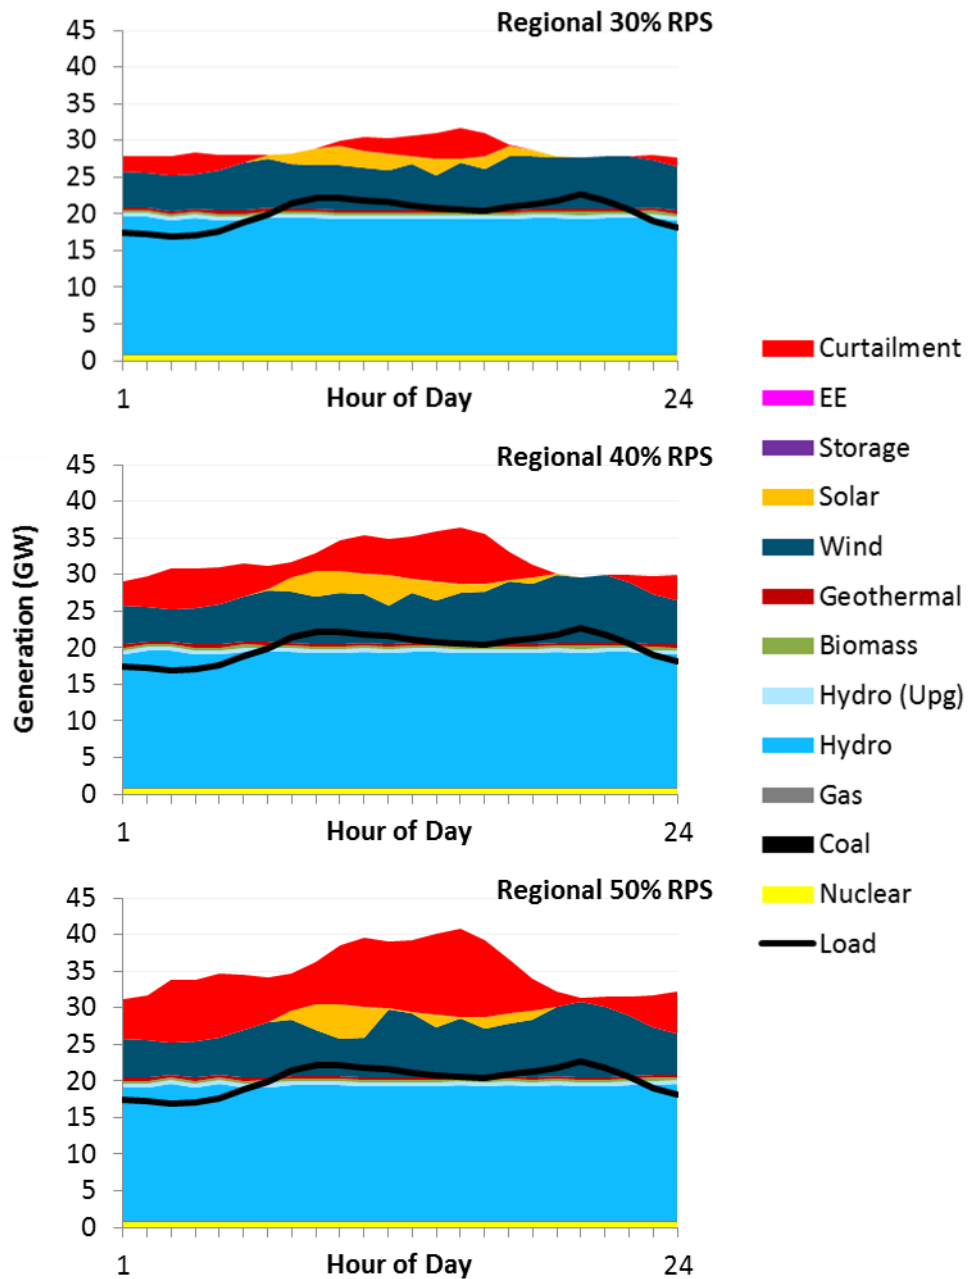 Regional 30% RPS
45
40
35
30
25
20
15
10
5
0
1
Hour of Day
24
Regional 40% RPS
45
40
35
30
25
20
15
10
5
0
1
Hour of Day
24
Regional 50% RPS
45
40
35
30
25
20
15
10
5
0
1
Hour of Day
24
Generation (GW)
Curtailment
EE
Storage
Solar
Wind
Geothermal
Biomass
Hydro (Upg)
Hydro
Gas
Coal
Nuclear
Load